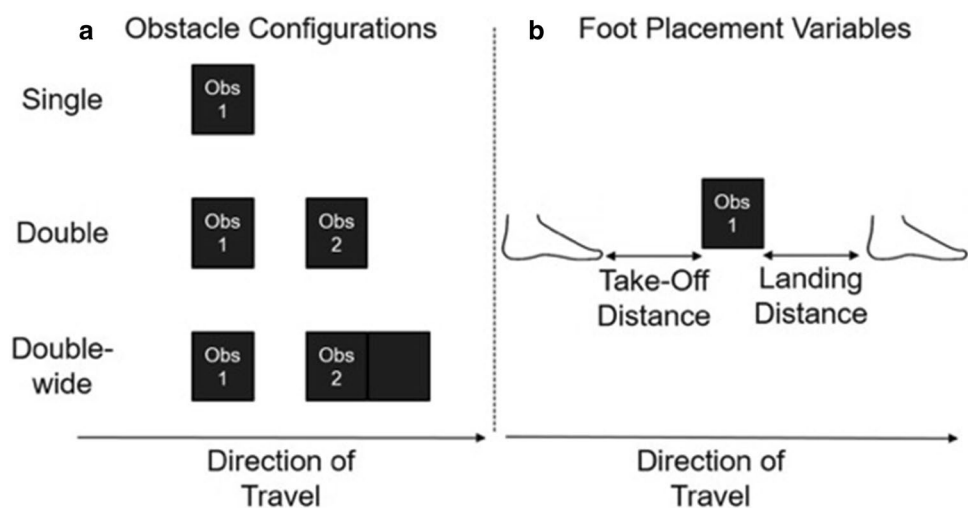 a Obstacle Configurations
Single
Obs
1
Double
Obs
1
Obs
2
Double-
wide
Obs
1
Obs
2
Direction of
Travel
b Foot Placement Variables
Obs
1
Take-Off
Distance
Landing
Distance
Direction of
Travel